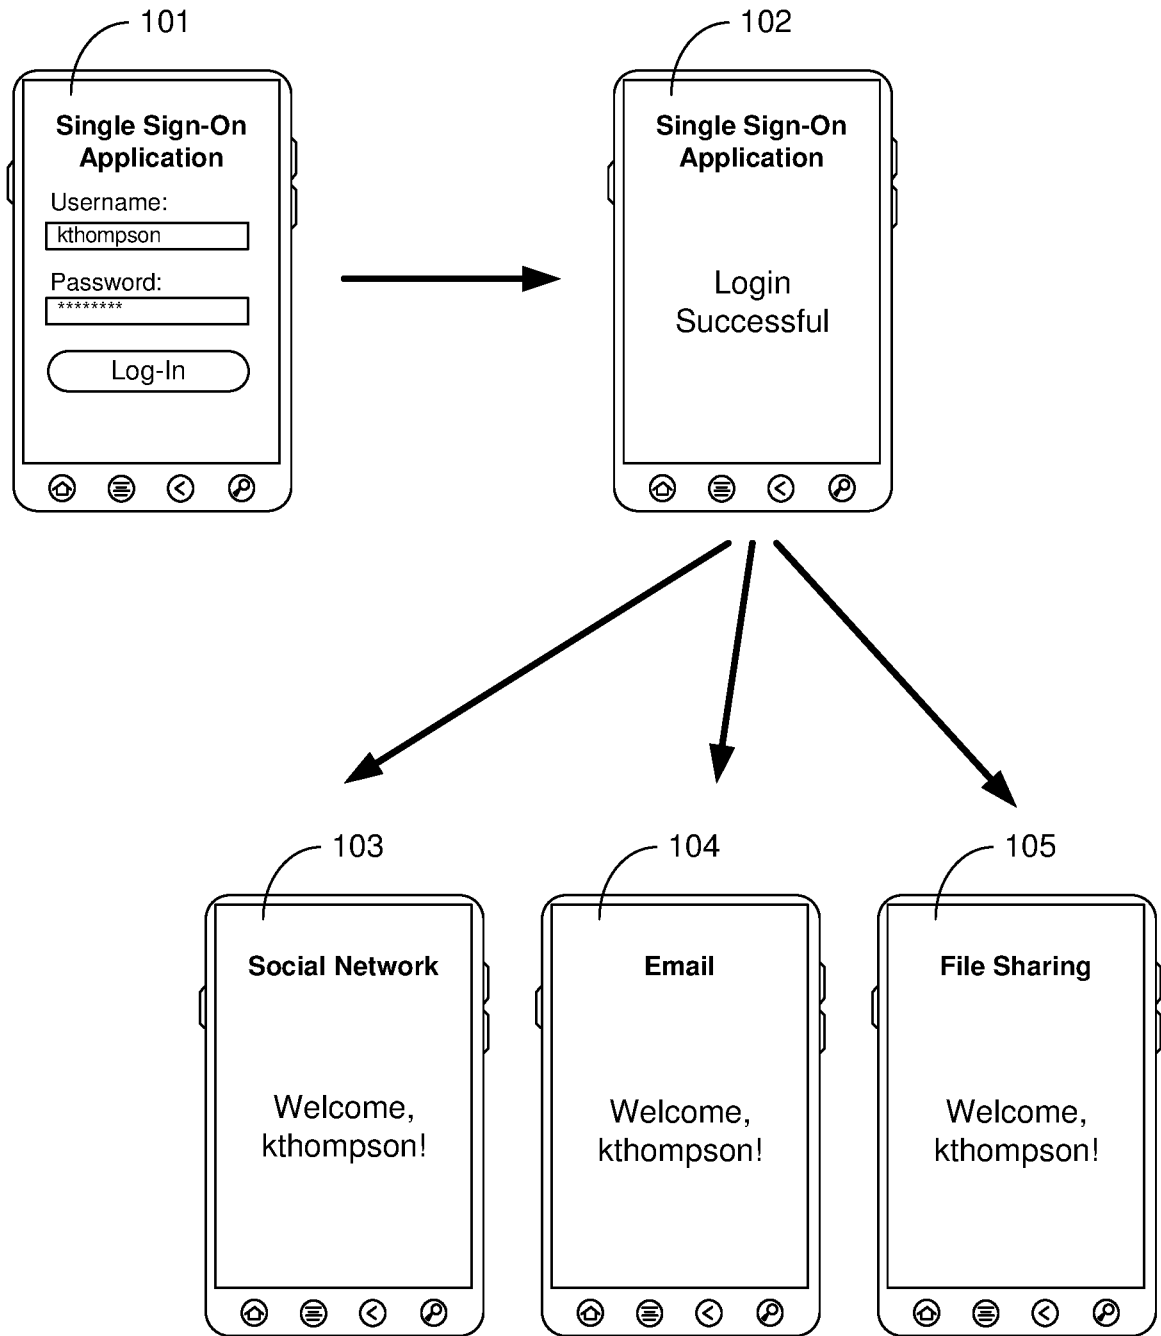 101
Single Sign-On
Application
Username:
kthompson
Password:
********
Log-In
102
Single Sign-On
Application
Login
Successful
103
Social Network
Welcome,
kthompson!
104
Email
Welcome,
kthompson!
105
File Sharing
Welcome,
kthompson!